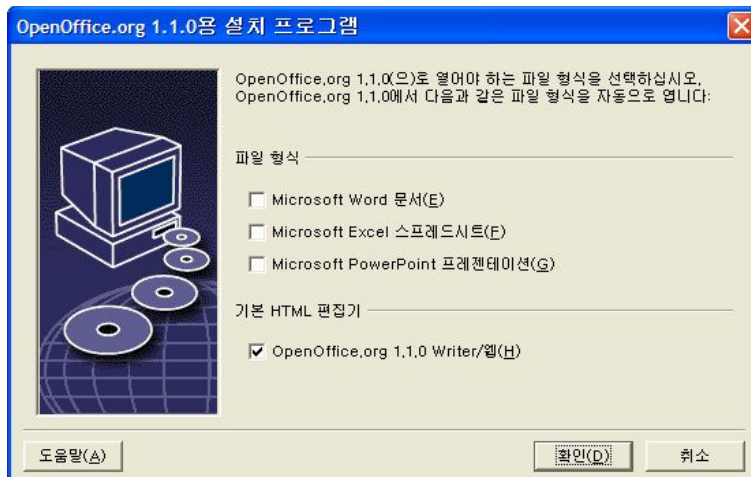 OpenOffice.org 1.1.0용 설치 프로그램
OpenOffice.org 1.1.0(으)로 열어야 하는 파일 형식을 선택하십시오.
OpenOffice.org 1.1.0에서 다음과 같은 파일 형식을 자동으로 엽니다:
파일 형식
Microsoft Word 문서(E)
Microsoft Excel 스프레드시트(F)
Microsoft PowerPoint 프레젠테이션(G)
기본 HTML 편집기
OpenOffice.org 1.1.0 Writer/웹(H)
도움말(A)
확인(D)
취소